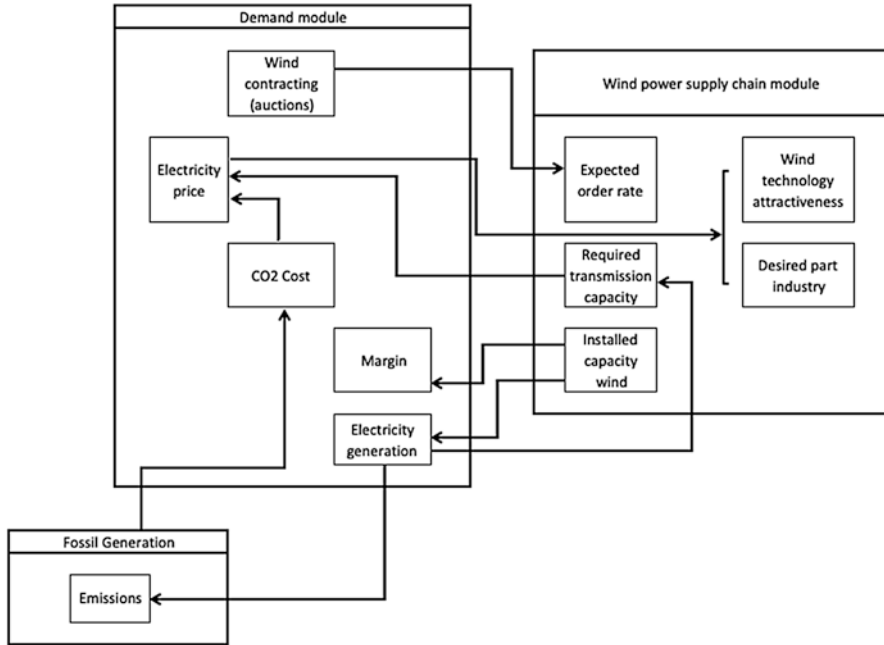 Demand module
Wind
contracting
(auctions)
Electricity
price
CO2 Cost
Margin
Electricity
generation
Wind power supply chain module
Expected
order rate
Wind
technology
attractiveness
Required
transmission
capacity
Desired part
industry
Installed
capacity
wind
Fossil Generation
Emissions